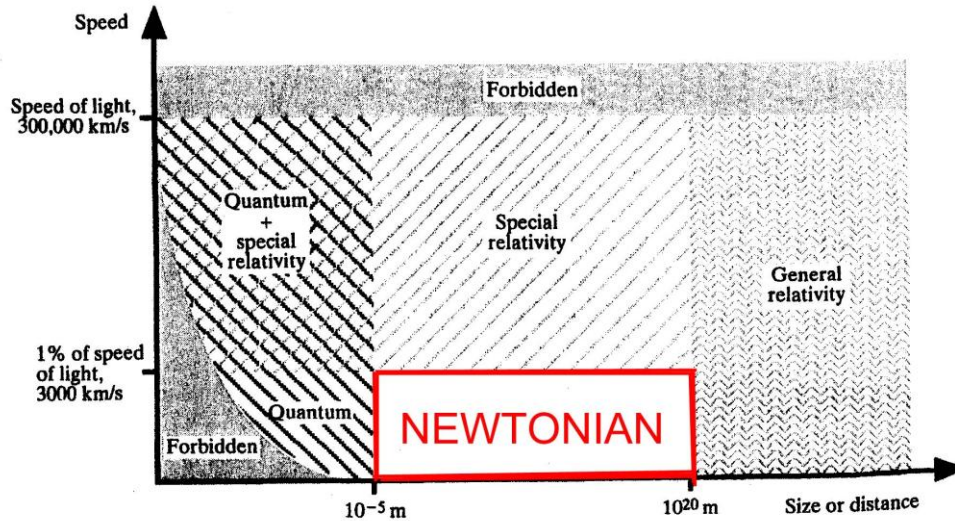 Speed
Forbidden
Speed of light,
300,000 km/s
Quantum
+
special
relativity
Special
relativity
General
relativity
1% of speed
of light,
3000 km/s
Quantum
NEWTONIAN
Forbidden
10⁻⁵ m
10²⁰ m
Size or distance